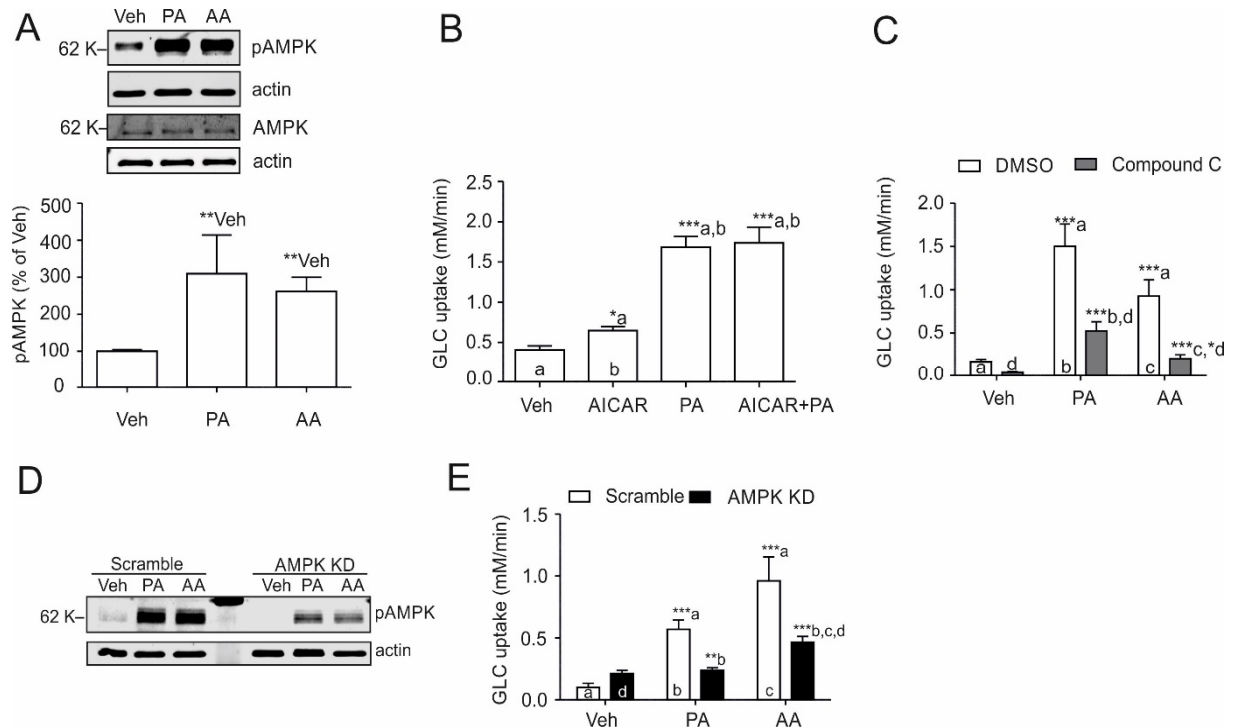 A
Veh PA AA
62 K– pAMPK
actin
62 K– AMPK
actin
pAMPK (% of Veh)
500
400
300
200
100
0
**Veh
**Veh
Veh PA AA
B
GLC uptake (mM/min)
2.5
2.0
1.5
1.0
0.5
0.0
*a
***a,b
***a,b
a b
Veh AICAR PA AICAR+PA
C
DMSO Compound C
GLC uptake (mM/min)
2.0
1.5
1.0
0.5
0.0
***a
***b,d
***a
***c,*d
a d b c
Veh PA AA
D
Scramble AMPK KD
Veh PA AA Veh PA AA
62 K– pAMPK
actin
E
Scramble AMPK KD
GLC uptake (mM/min)
1.5
1.0
0.5
0.0
***a
**b
***a
***b,c,d
a d b c
Veh PA AA